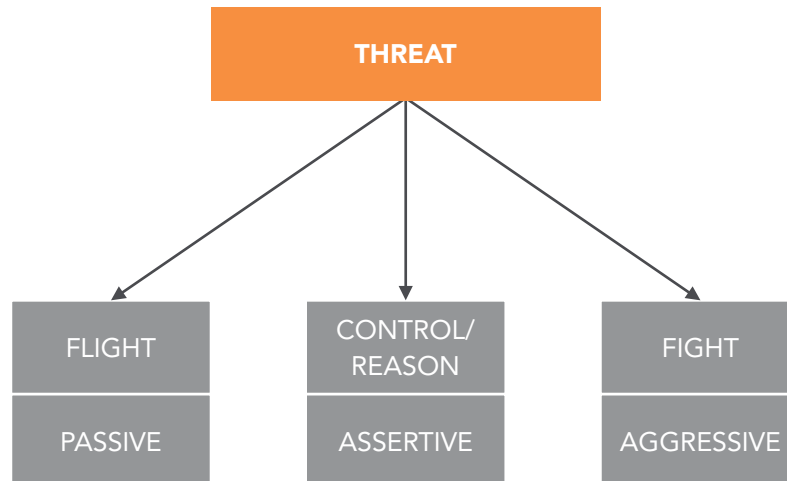 THREAT
FLIGHT
CONTROL/
REASON
FIGHT
PASSIVE
ASSERTIVE
AGGRESSIVE